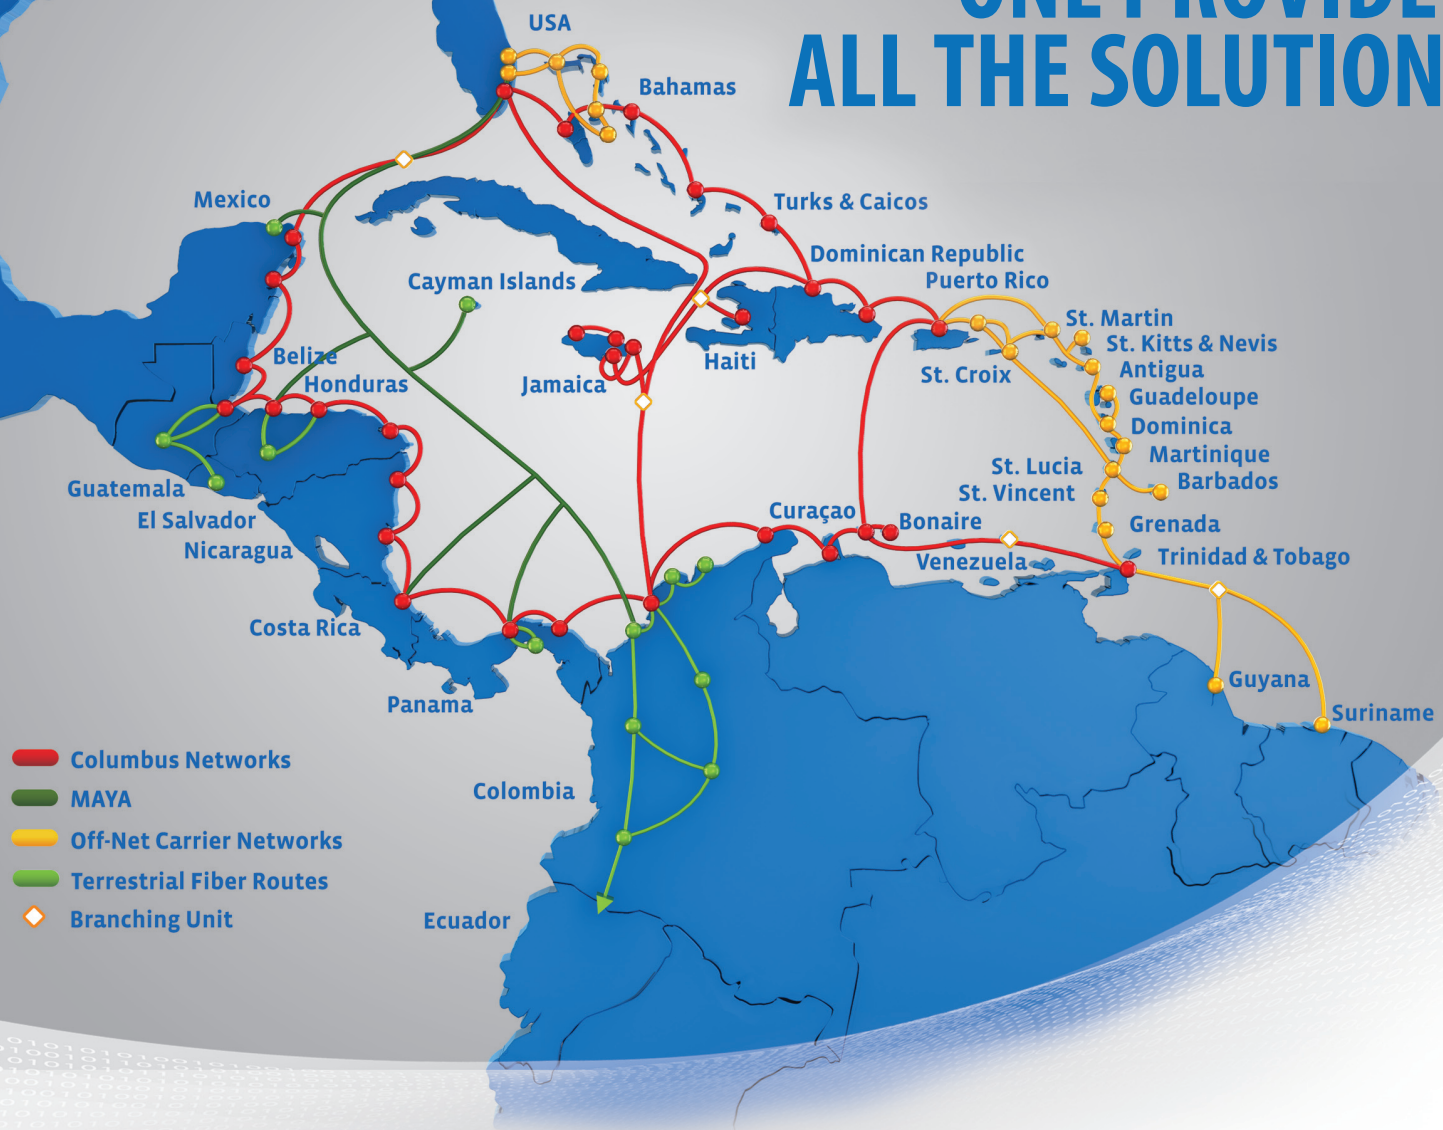 ALL THE SOLUTION
USA
Bahamas
Mexico
Turks & Caicos
Dominican Republic
Cayman Islands
Puerto Rico
St. Martin
St. Kitts & Nevis
Belize
Haiti
St. Croix
Antigua
Honduras
Jamaica
Guadeloupe
Dominica
Martinique
St. Lucia
Barbados
Guatemala
St. Vincent
El Salvador
Curaçao
Bonaire
Grenada
Nicaragua
Venezuela
Trinidad & Tobago
Costa Rica
Guyana
Panama
Suriname
Columbus Networks
Colombia
MAYA
Off-Net Carrier Networks
Terrestrial Fiber Routes
Branching Unit
Ecuador